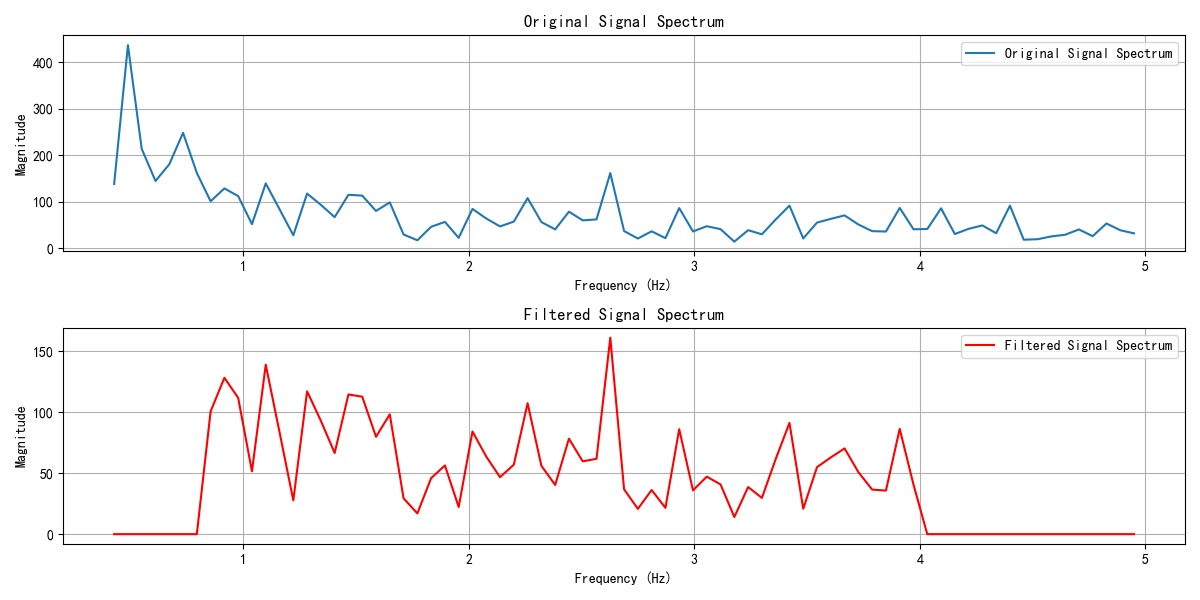 Original Signal Spectrum
Original Signal Spectrum
Magnitude
400
300
200
100
0
1 2 3 4 5
Frequency (Hz)
Filtered Signal Spectrum
Filtered Signal Spectrum
Magnitude
150
100
50
0
1 2 3 4 5
Frequency (Hz)